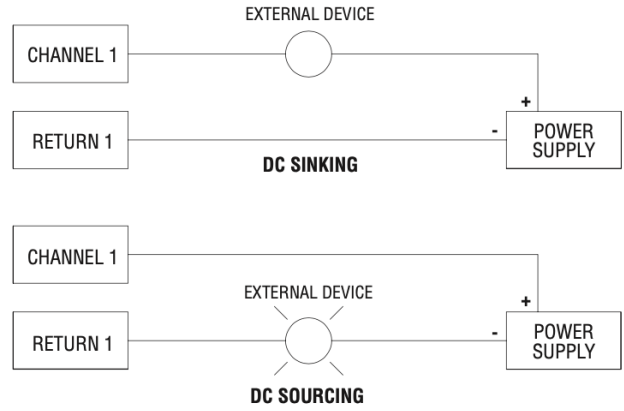 EXTERNAL DEVICE
CHANNEL 1
+
RETURN 1
-
POWER
SUPPLY
DC SINKING
CHANNEL 1
EXTERNAL DEVICE
+
RETURN 1
-
POWER
SUPPLY
DC SOURCING